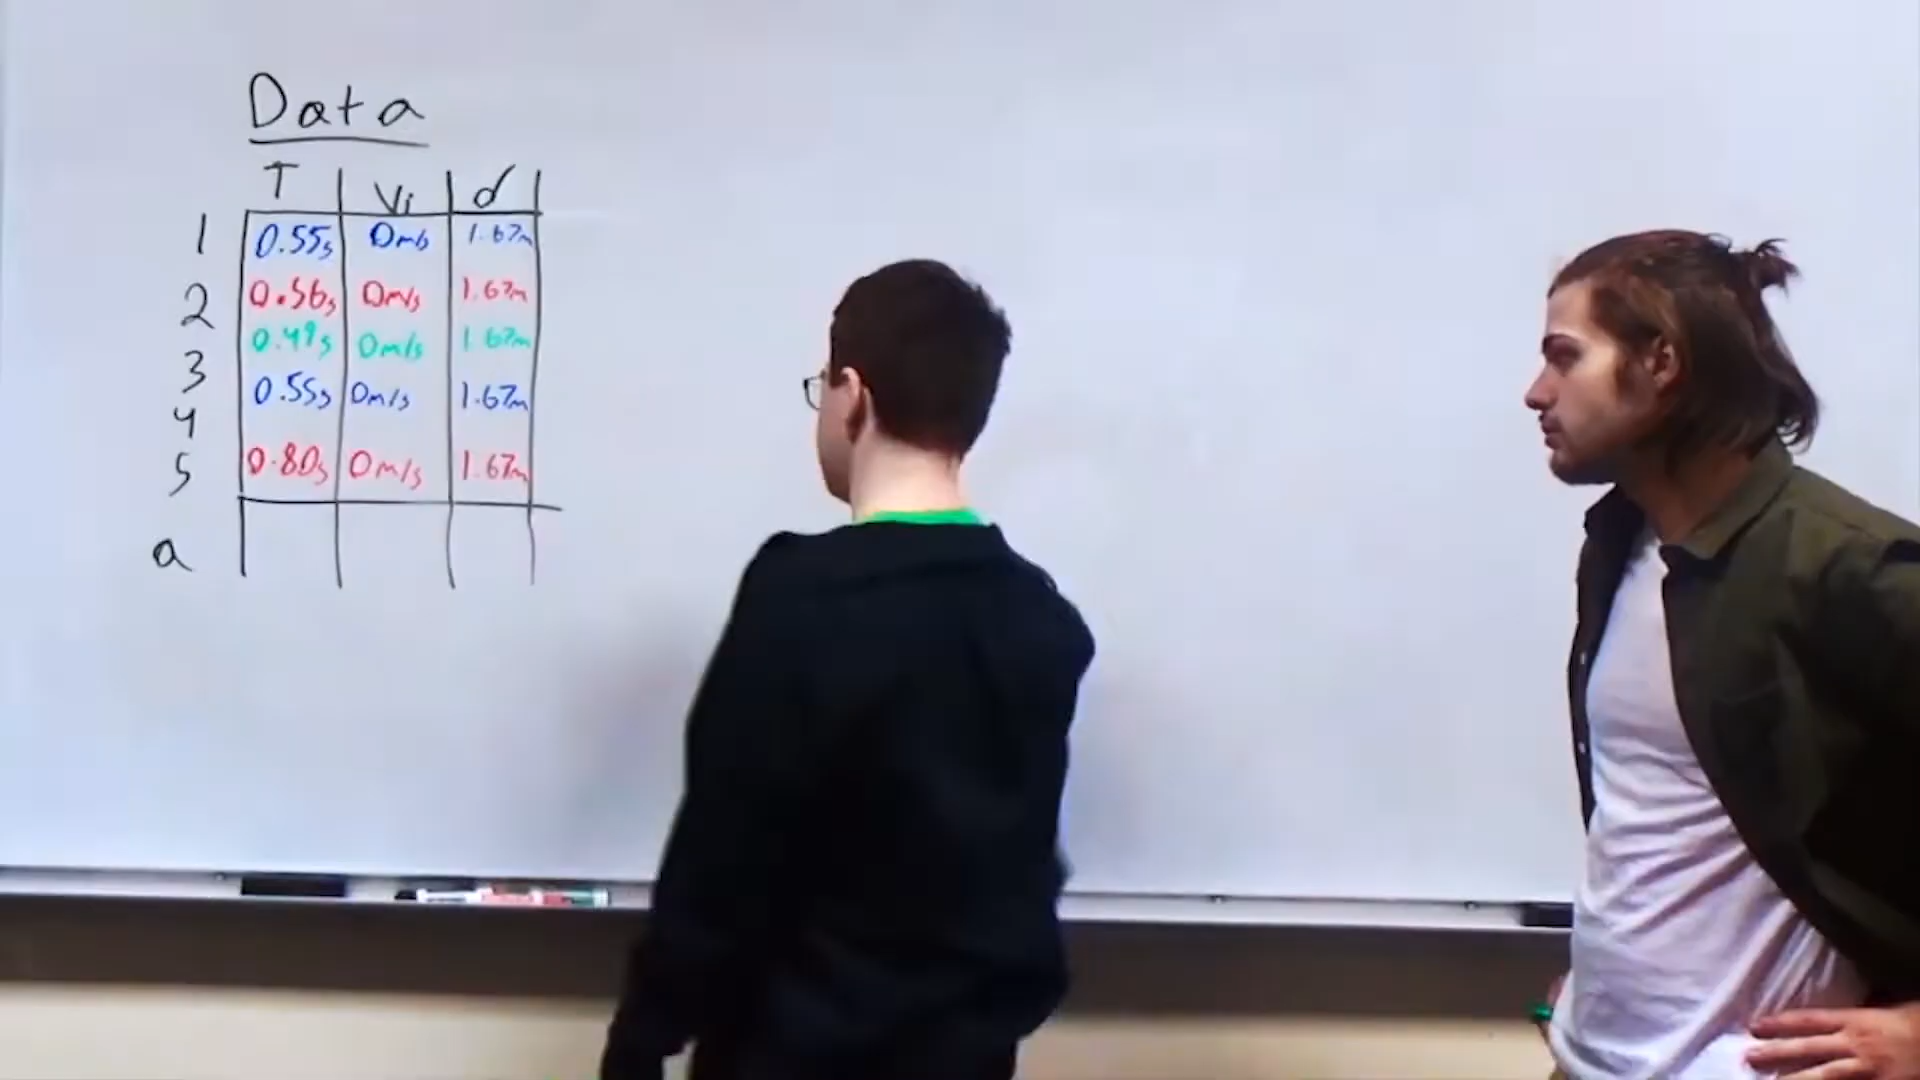 Data
T Vi d
1 0.55s 0m/s 1.67m
2 0.56s 0m/s 1.67m
3 0.49s 0m/s 1.67m
4 0.55s 0m/s 1.67m
5 0.80s 0m/s 1.67m
a